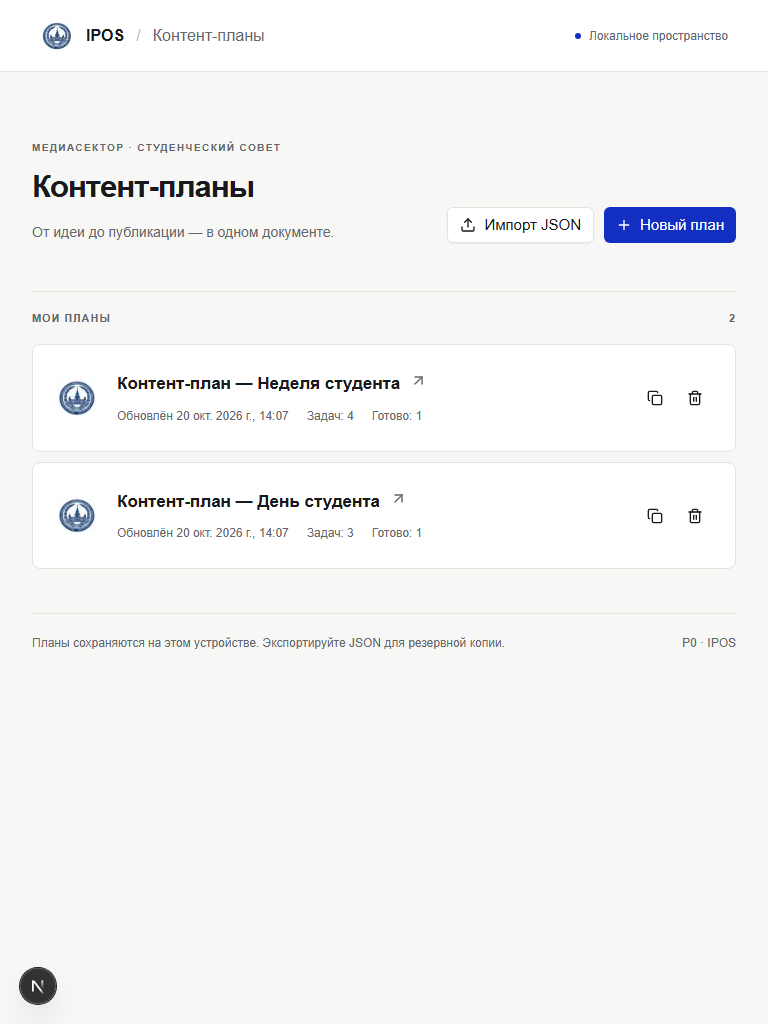 IPOS / Контент-планы
Локальное пространство
МЕДИАСЕКТОР · СТУДЕНЧЕСКИЙ СОВЕТ
Контент-планы
От идеи до публикации — в одном документе.
Импорт JSON
Новый план
МОИ ПЛАНЫ
2
Контент-план — Неделя студента
Обновлён 20 окт. 2026 г., 14:07 Задач: 4 Готово: 1
Контент-план — День студента
Обновлён 20 окт. 2026 г., 14:07 Задач: 3 Готово: 1
Планы сохраняются на этом устройстве. Экспортируйте JSON для резервной копии.
P0 · IPOS
N